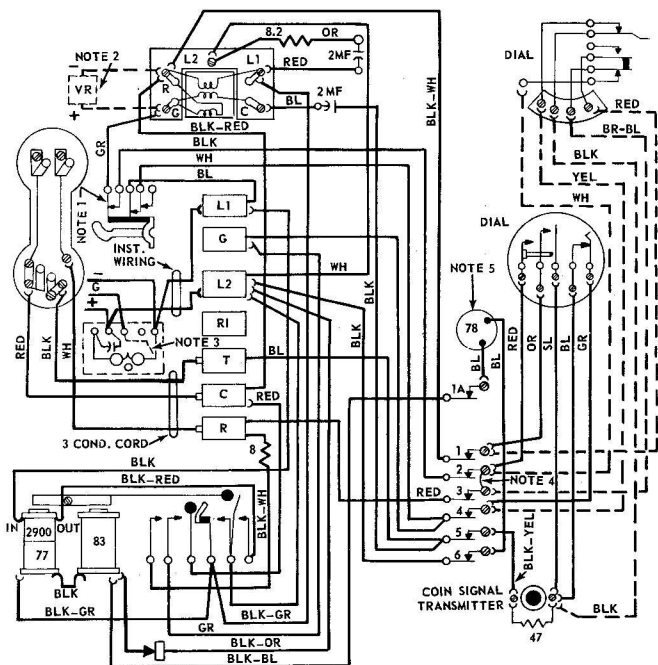 NOTE 2
VR
+
L2
8.2
OR
L1
RED
2MF
R
G
C
BL
2MF
BLK-RED
BLK
WH
BL
GR
NOTE 1
INST.
WIRING
L1
G
L2
RI
T
C
R
WH
BLK
BL
RED
–
G
+
NOTE 3
RED
BLK
WH
3 COND. CORD
BLK
BLK-RED
8
BLK-WH
IN
2900
77
OUT
83
BLK
BLK-GR
GR
BLK-GR
BLK-OR
BLK-BL
BLK-WH
DIAL
RED
BR-BL
BLK
YEL
WH
DIAL
NOTE 5
78
BL
BL
RED
OR
SL
BL
GR
1A
1
2
RED
3
NOTE 4
4
5
6
BLK-YEL
COIN SIGNAL
TRANSMITTER
47
BLK